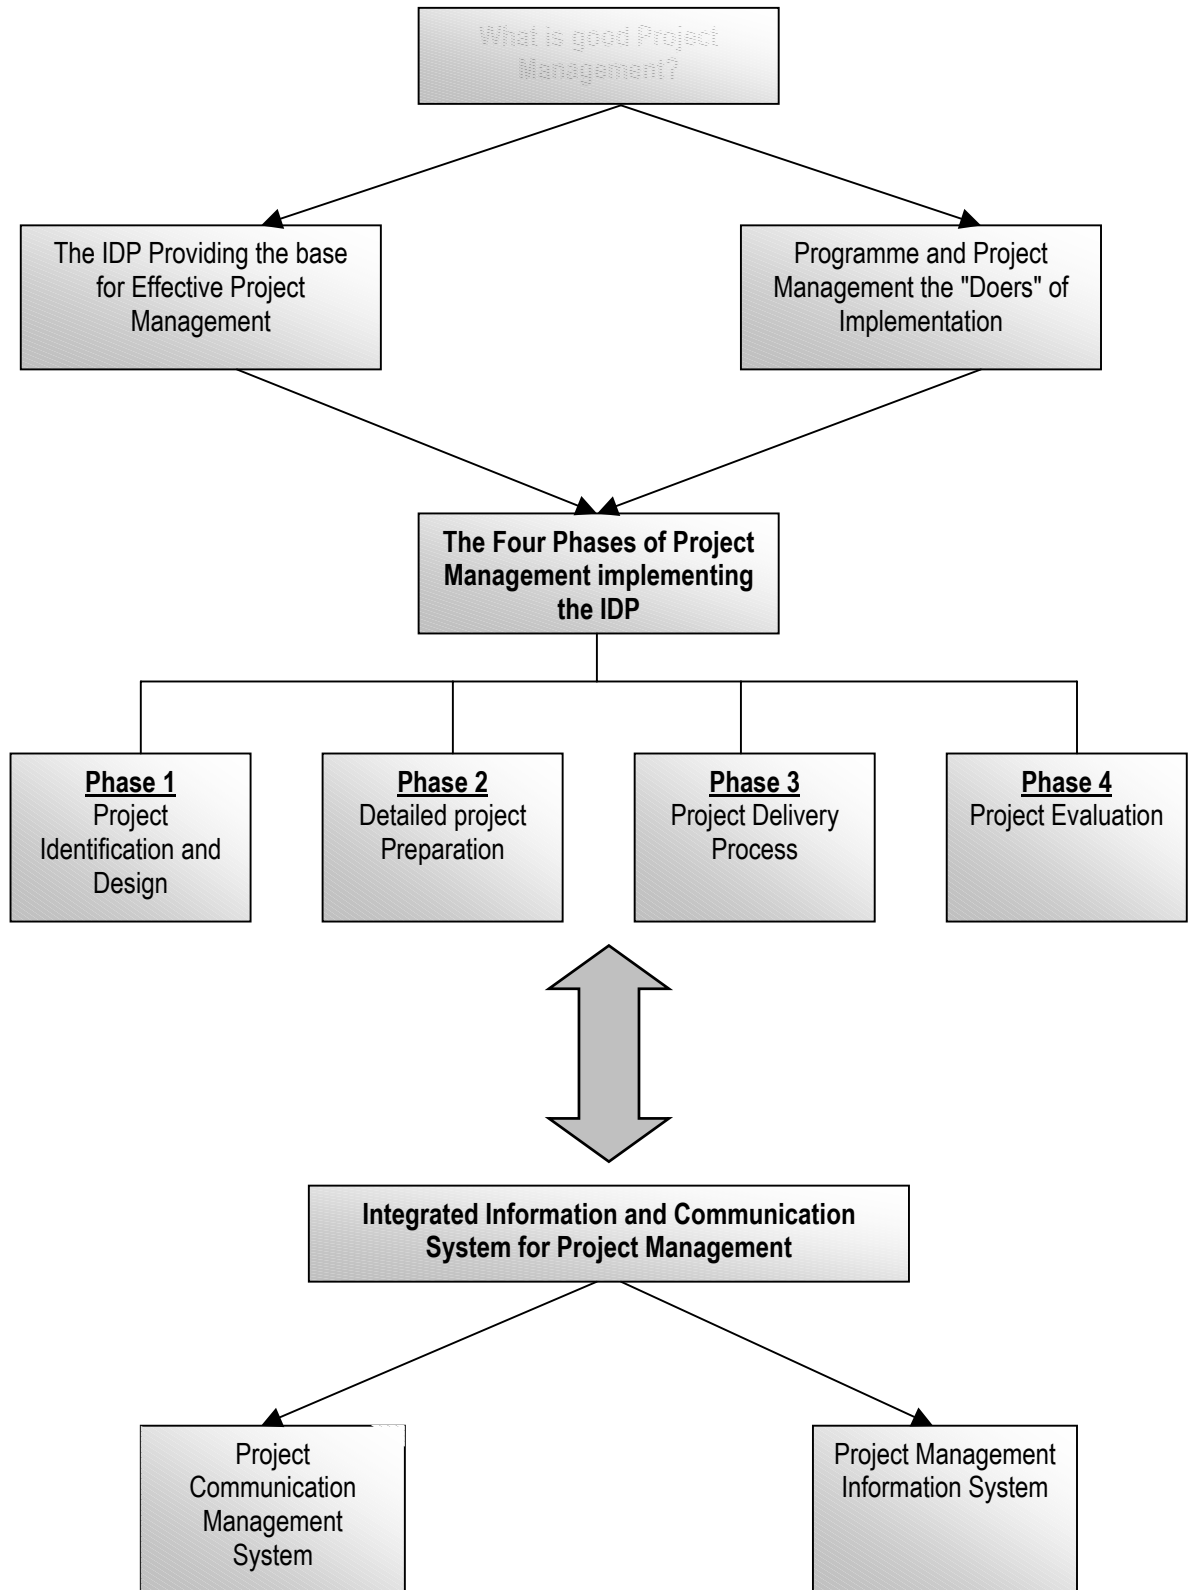 What is good Project
Management?
The IDP Providing the base
for Effective Project
Management
Programme and Project
Management the "Doers" of
Implementation
The Four Phases of Project
Management implementing
the IDP
Phase 1
Project
Identification and
Design
Phase 2
Detailed project
Preparation
Phase 3
Project Delivery
Process
Phase 4
Project Evaluation
Integrated Information and Communication
System for Project Management
Project
Communication
Management
System
Project Management
Information System